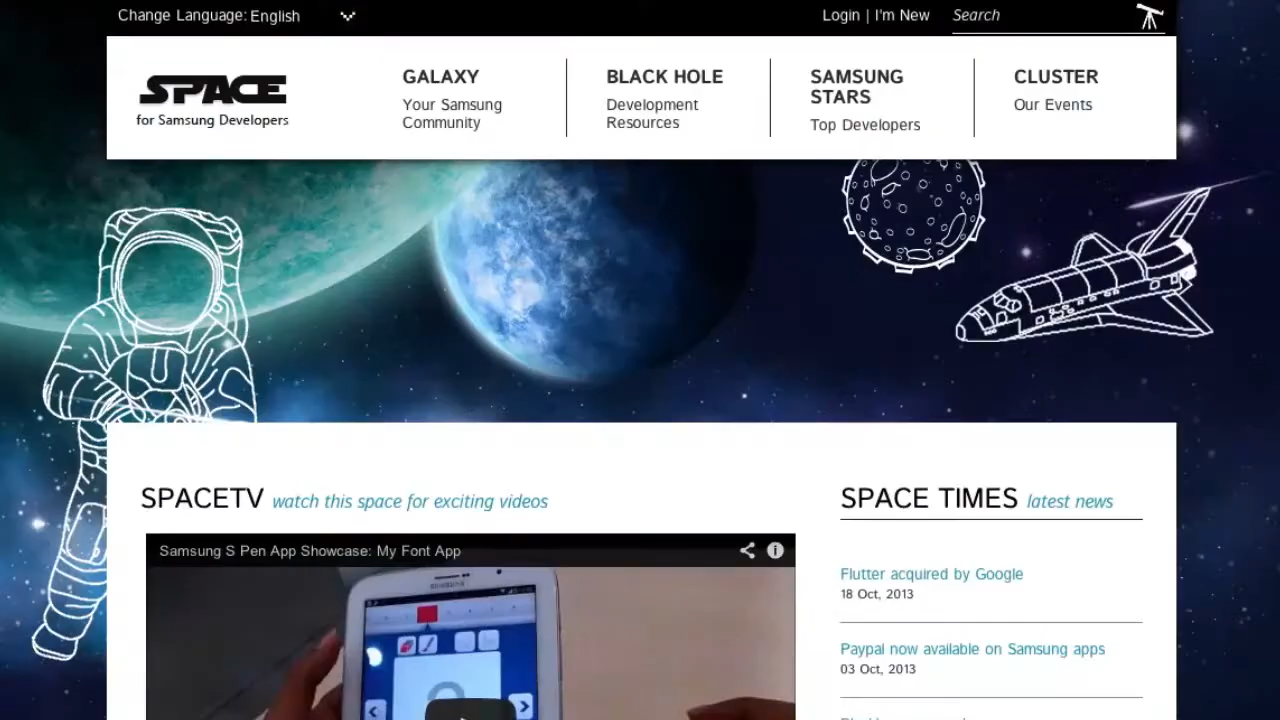 Change Language: English
Login | I'm New
Search
SPACE
for Samsung Developers
GALAXY
Your Samsung
Community
BLACK HOLE
Development
Resources
SAMSUNG
STARS
Top Developers
CLUSTER
Our Events
SPACETV watch this space for exciting videos
Samsung S Pen App Showcase: My Font App
SAMSUNG
SPACE TIMES latest news
Flutter acquired by Google
18 Oct, 2013
Paypal now available on Samsung apps
03 Oct, 2013